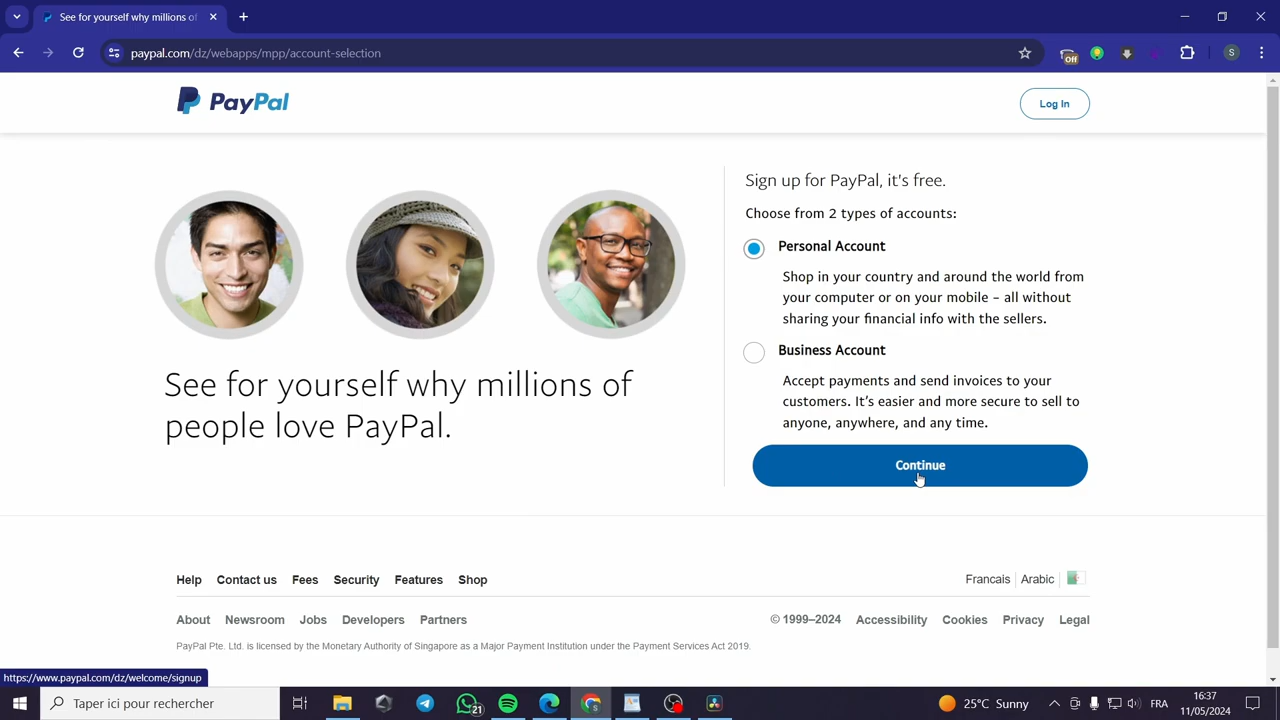 See for yourself why millions of
paypal.com/dz/webapps/mpp/account-selection
Off
S
PayPal
Log In
Sign up for PayPal, it's free.
Choose from 2 types of accounts:
Personal Account
Shop in your country and around the world from
your computer or on your mobile – all without
sharing your financial info with the sellers.
Business Account
Accept payments and send invoices to your
customers. It's easier and more secure to sell to
anyone, anywhere, and any time.
Continue
See for yourself why millions of
people love PayPal.
Help
Contact us
Fees
Security
Features
Shop
Francais
Arabic
About
Newsroom
Jobs
Developers
Partners
© 1999–2024
Accessibility
Cookies
Privacy
Legal
PayPal Pte. Ltd. is licensed by the Monetary Authority of Singapore as a Major Payment Institution under the Payment Services Act 2019.
https://www.paypal.com/dz/welcome/signup
Taper ici pour rechercher
21
25°C Sunny
FRA
16:37
11/05/2024